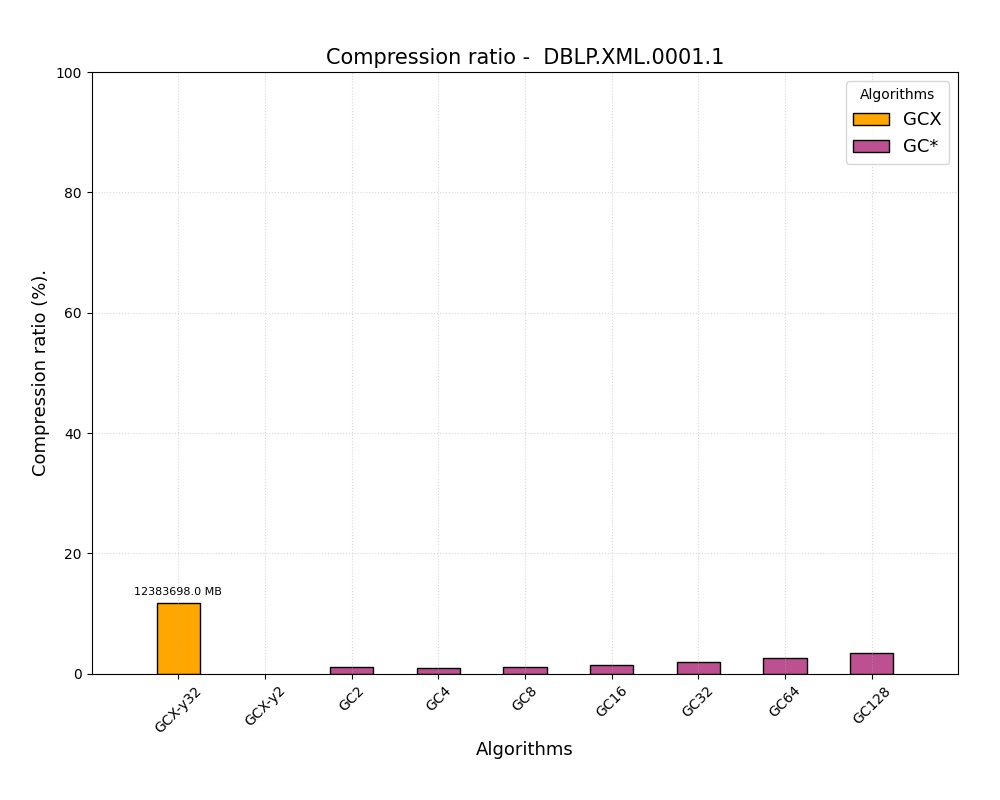 Compression ratio -  DBLP.XML.0001.1
Algorithms
GCX
GC*
Compression ratio (%).
100
80
60
40
20
0
12383698.0 MB
GCX-y32
GCX-y2
GC2
GC4
GC8
GC16
GC32
GC64
GC128
Algorithms